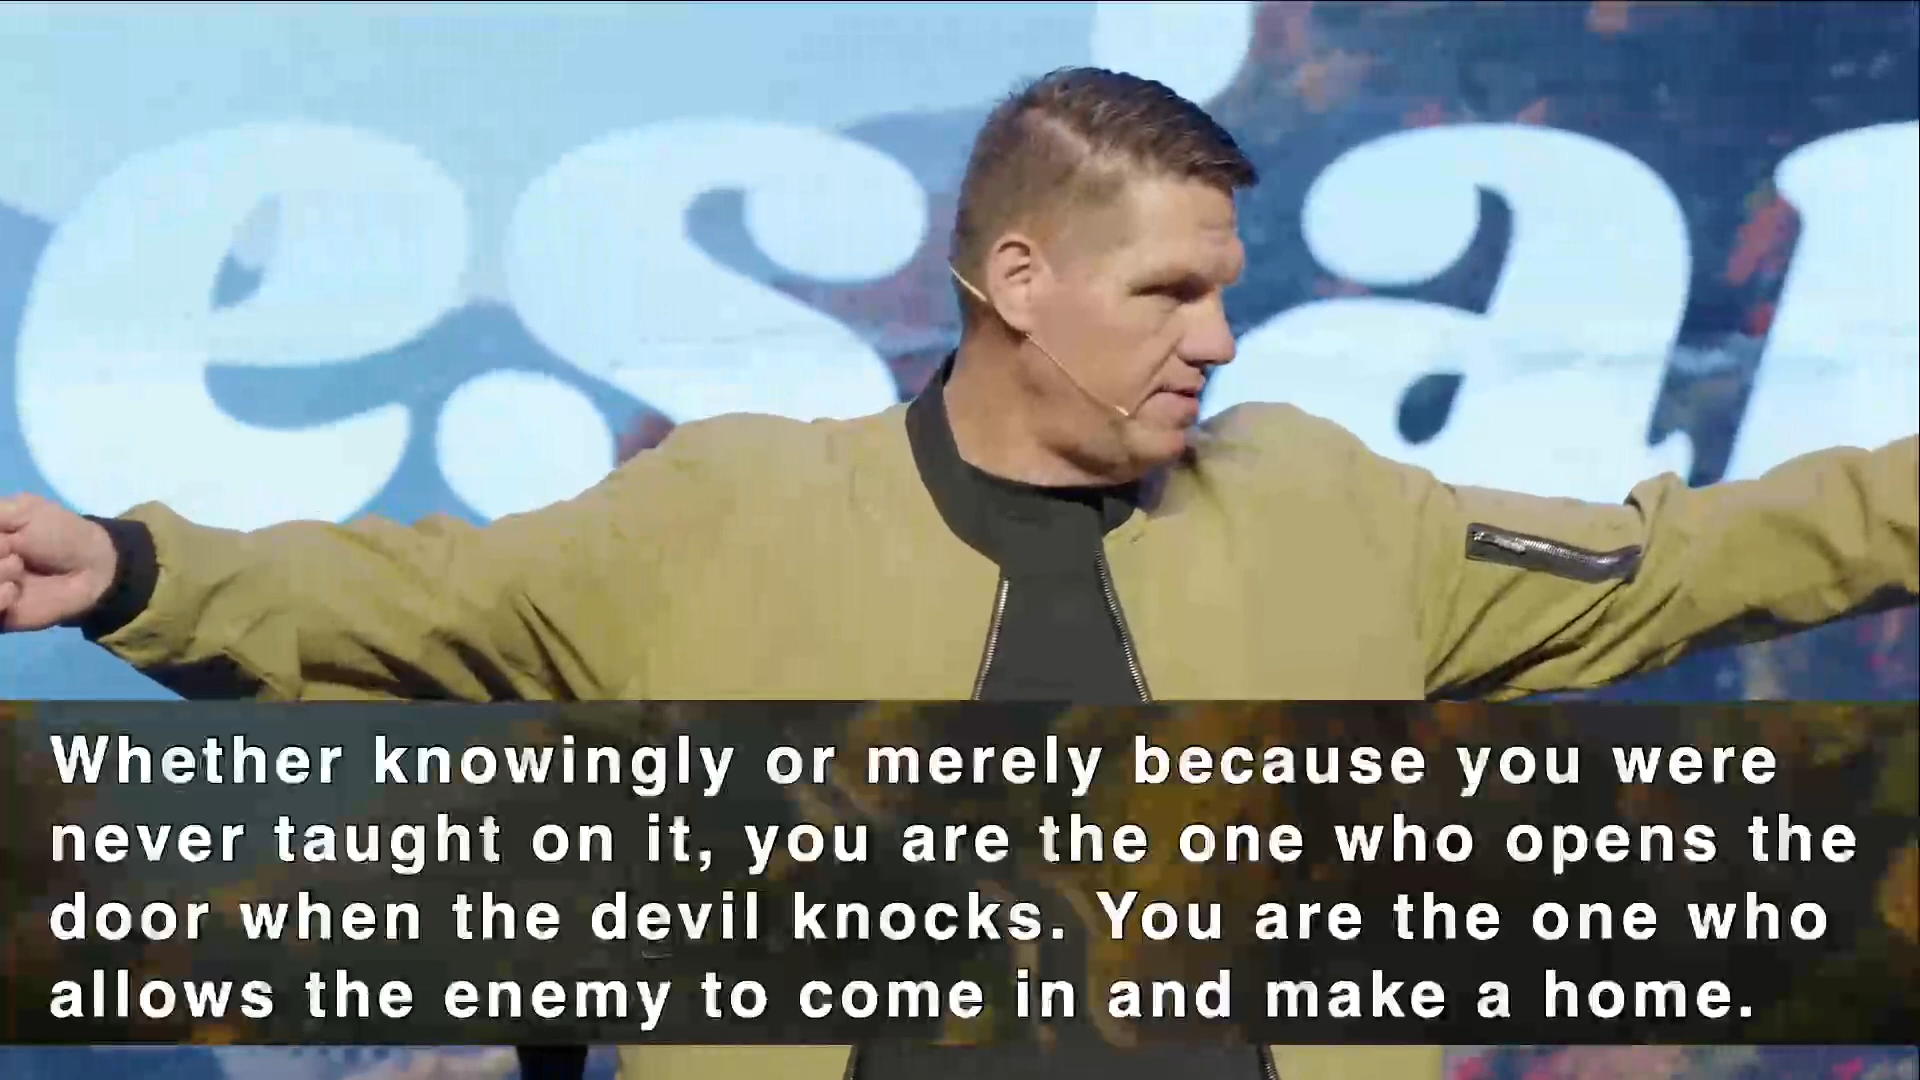 esar
Whether knowingly or merely because you were
never taught on it, you are the one who opens the
door when the devil knocks. You are the one who
allows the enemy to come in and make a home.